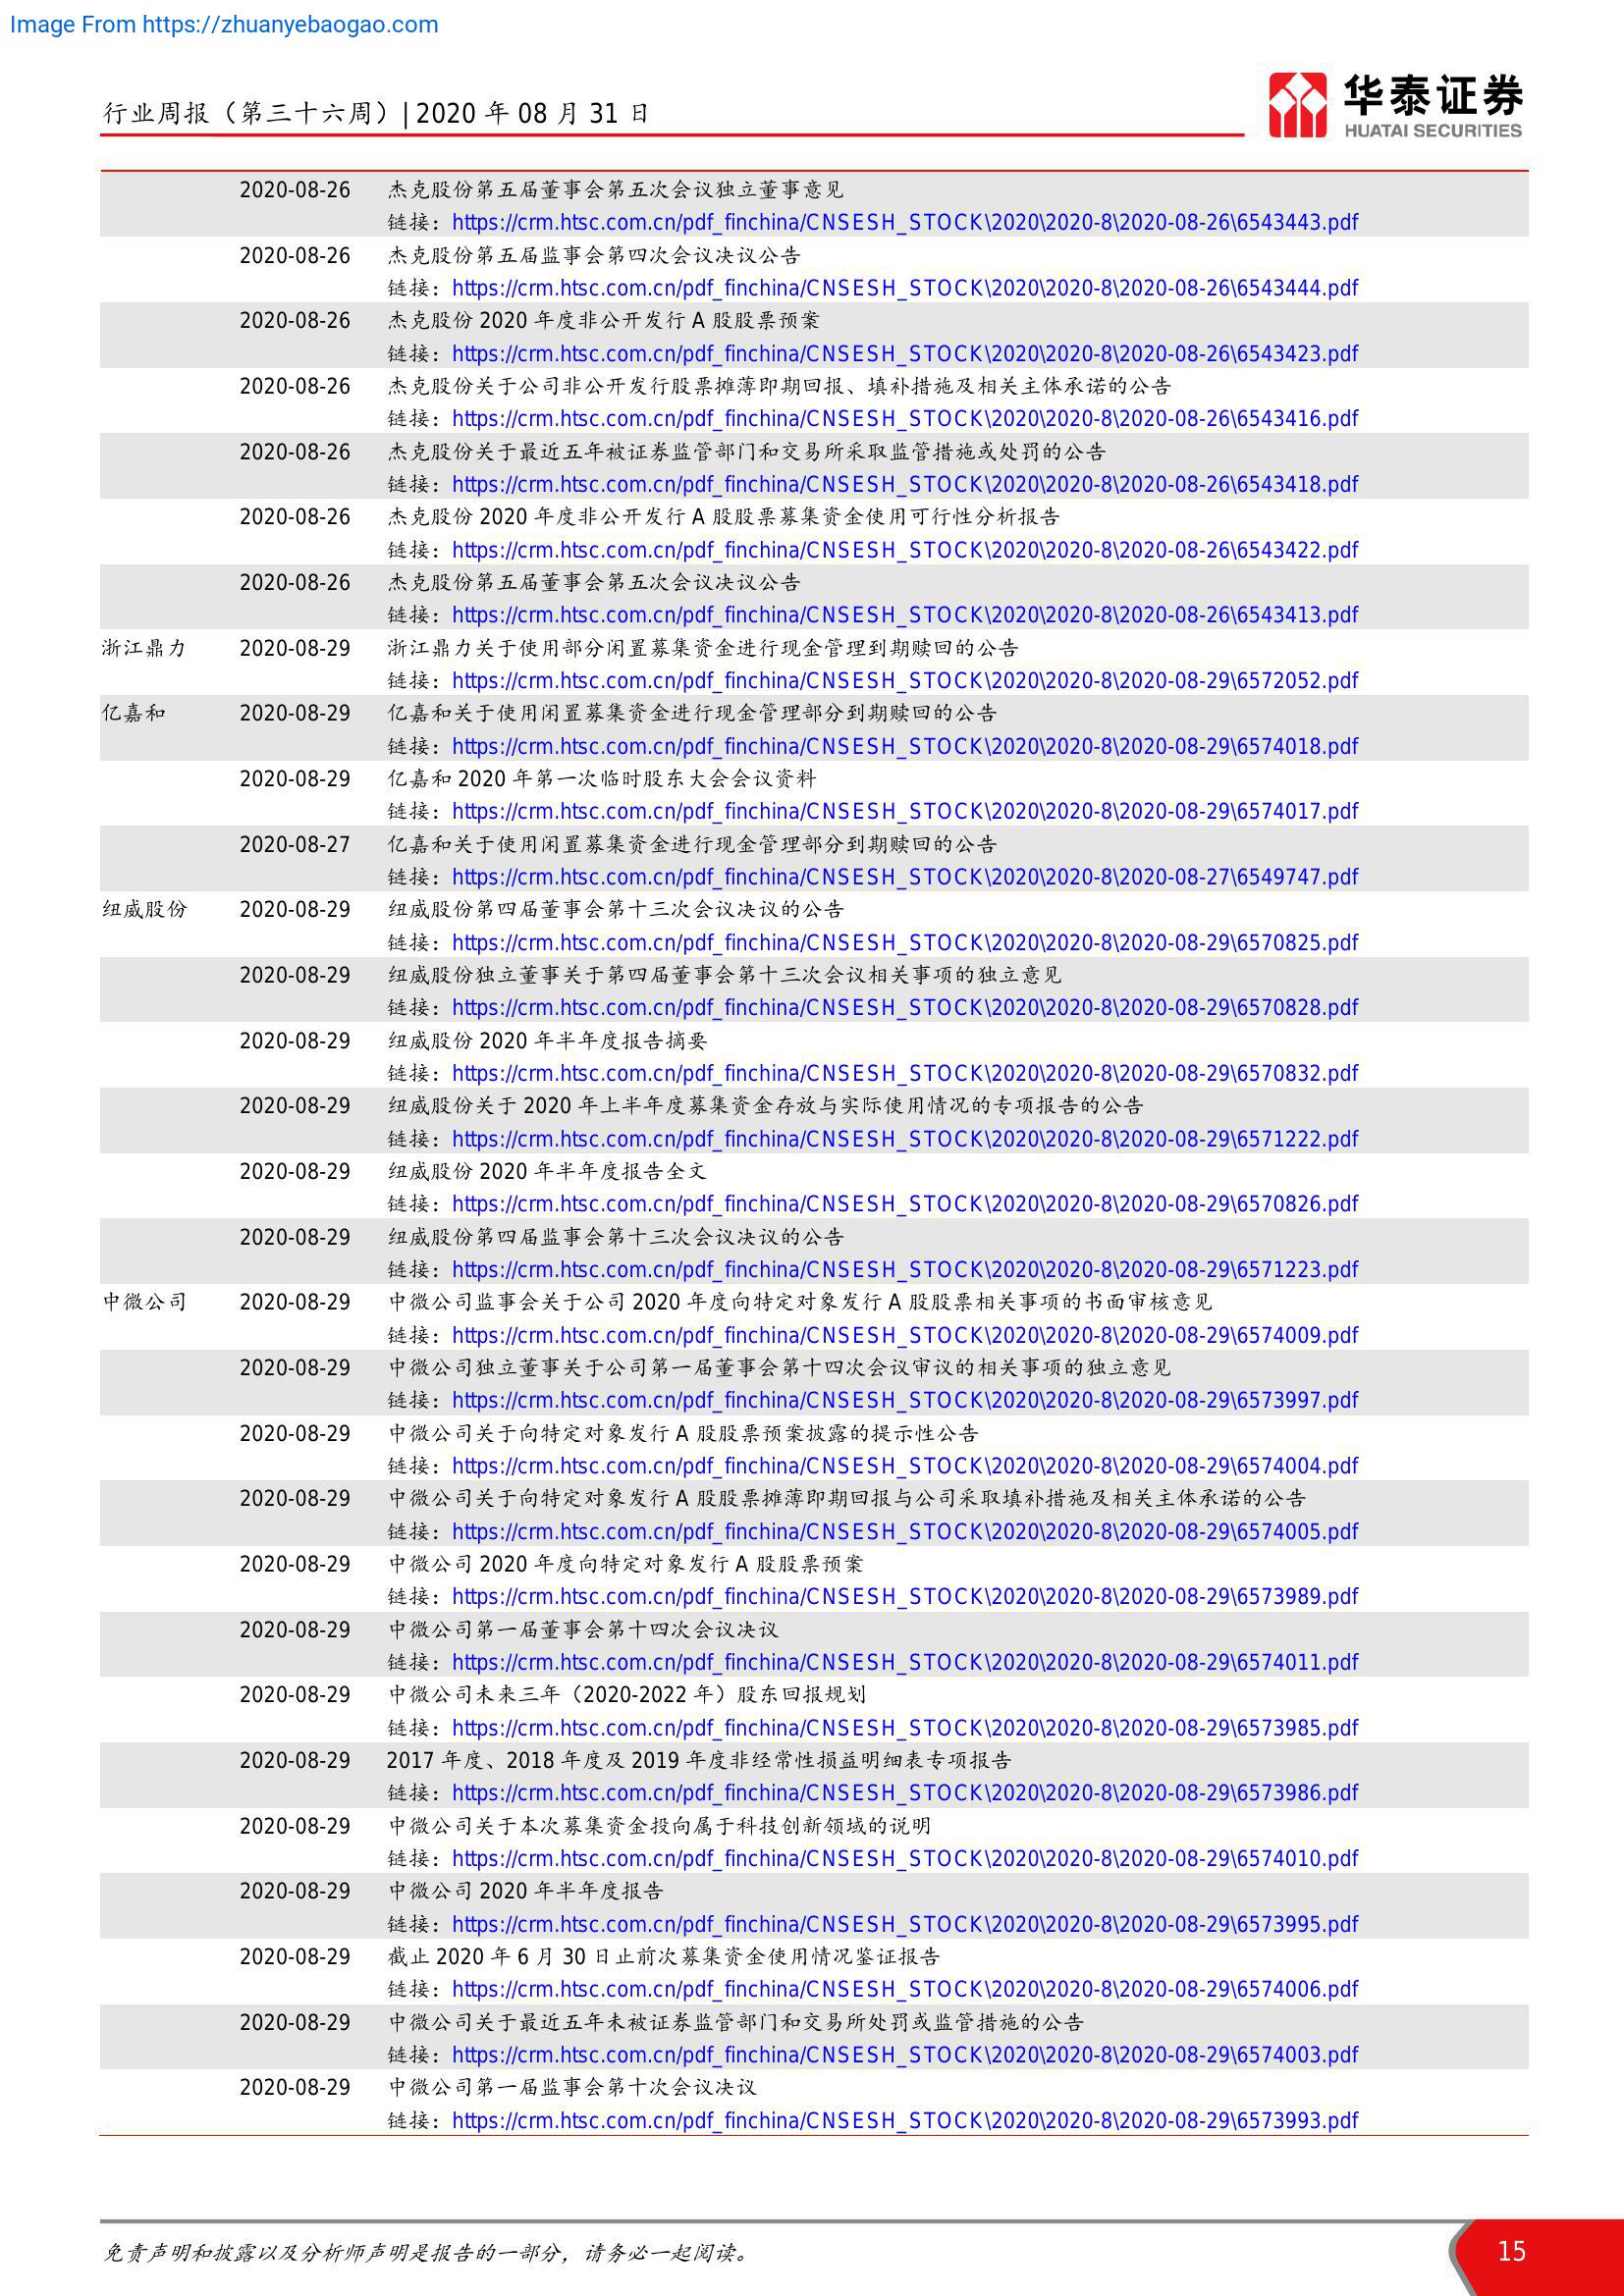 Image From https://zhuanyebaogao.com
行业周报（第三十六周）| 2020 年 08 月 31 日
华泰证券
HUATAI SECURITIES
2020-08-26 杰克股份第五届董事会第五次会议独立董事意见
链接：https://crm.htsc.com.cn/pdf_finchina/CNSESH_STOCK\2020\2020-8\2020-08-26\6543443.pdf
2020-08-26 杰克股份第五届监事会第四次会议决议公告
链接：https://crm.htsc.com.cn/pdf_finchina/CNSESH_STOCK\2020\2020-8\2020-08-26\6543444.pdf
2020-08-26 杰克股份 2020 年度非公开发行 A 股股票预案
链接：https://crm.htsc.com.cn/pdf_finchina/CNSESH_STOCK\2020\2020-8\2020-08-26\6543423.pdf
2020-08-26 杰克股份关于公司非公开发行股票摊薄即期回报、填补措施及相关主体承诺的公告
链接：https://crm.htsc.com.cn/pdf_finchina/CNSESH_STOCK\2020\2020-8\2020-08-26\6543416.pdf
2020-08-26 杰克股份关于最近五年被证券监管部门和交易所采取监管措施或处罚的公告
链接：https://crm.htsc.com.cn/pdf_finchina/CNSESH_STOCK\2020\2020-8\2020-08-26\6543418.pdf
2020-08-26 杰克股份 2020 年度非公开发行 A 股股票募集资金使用可行性分析报告
链接：https://crm.htsc.com.cn/pdf_finchina/CNSESH_STOCK\2020\2020-8\2020-08-26\6543422.pdf
2020-08-26 杰克股份第五届董事会第五次会议决议公告
链接：https://crm.htsc.com.cn/pdf_finchina/CNSESH_STOCK\2020\2020-8\2020-08-26\6543413.pdf
浙江鼎力 2020-08-29 浙江鼎力关于使用部分闲置募集资金进行现金管理到期赎回的公告
链接：https://crm.htsc.com.cn/pdf_finchina/CNSESH_STOCK\2020\2020-8\2020-08-29\6572052.pdf
亿嘉和 2020-08-29 亿嘉和关于使用闲置募集资金进行现金管理部分到期赎回的公告
链接：https://crm.htsc.com.cn/pdf_finchina/CNSESH_STOCK\2020\2020-8\2020-08-29\6574018.pdf
2020-08-29 亿嘉和 2020 年第一次临时股东大会会议资料
链接：https://crm.htsc.com.cn/pdf_finchina/CNSESH_STOCK\2020\2020-8\2020-08-29\6574017.pdf
2020-08-27 亿嘉和关于使用闲置募集资金进行现金管理部分到期赎回的公告
链接：https://crm.htsc.com.cn/pdf_finchina/CNSESH_STOCK\2020\2020-8\2020-08-27\6549747.pdf
纽威股份 2020-08-29 纽威股份第四届董事会第十三次会议决议的公告
链接：https://crm.htsc.com.cn/pdf_finchina/CNSESH_STOCK\2020\2020-8\2020-08-29\6570825.pdf
2020-08-29 纽威股份独立董事关于第四届董事会第十三次会议相关事项的独立意见
链接：https://crm.htsc.com.cn/pdf_finchina/CNSESH_STOCK\2020\2020-8\2020-08-29\6570828.pdf
2020-08-29 纽威股份 2020 年半年度报告摘要
链接：https://crm.htsc.com.cn/pdf_finchina/CNSESH_STOCK\2020\2020-8\2020-08-29\6570832.pdf
2020-08-29 纽威股份关于 2020 年上半年度募集资金存放与实际使用情况的专项报告的公告
链接：https://crm.htsc.com.cn/pdf_finchina/CNSESH_STOCK\2020\2020-8\2020-08-29\6571222.pdf
2020-08-29 纽威股份 2020 年半年度报告全文
链接：https://crm.htsc.com.cn/pdf_finchina/CNSESH_STOCK\2020\2020-8\2020-08-29\6570826.pdf
2020-08-29 纽威股份第四届监事会第十三次会议决议的公告
链接：https://crm.htsc.com.cn/pdf_finchina/CNSESH_STOCK\2020\2020-8\2020-08-29\6571223.pdf
中微公司 2020-08-29 中微公司监事会关于公司 2020 年度向特定对象发行 A 股股票相关事项的书面审核意见
链接：https://crm.htsc.com.cn/pdf_finchina/CNSESH_STOCK\2020\2020-8\2020-08-29\6574009.pdf
2020-08-29 中微公司独立董事关于公司第一届董事会第十四次会议审议的相关事项的独立意见
链接：https://crm.htsc.com.cn/pdf_finchina/CNSESH_STOCK\2020\2020-8\2020-08-29\6573997.pdf
2020-08-29 中微公司关于向特定对象发行 A 股股票预案披露的提示性公告
链接：https://crm.htsc.com.cn/pdf_finchina/CNSESH_STOCK\2020\2020-8\2020-08-29\6574004.pdf
2020-08-29 中微公司关于向特定对象发行 A 股股票摊薄即期回报与公司采取填补措施及相关主体承诺的公告
链接：https://crm.htsc.com.cn/pdf_finchina/CNSESH_STOCK\2020\2020-8\2020-08-29\6574005.pdf
2020-08-29 中微公司 2020 年度向特定对象发行 A 股股票预案
链接：https://crm.htsc.com.cn/pdf_finchina/CNSESH_STOCK\2020\2020-8\2020-08-29\6573989.pdf
2020-08-29 中微公司第一届董事会第十四次会议决议
链接：https://crm.htsc.com.cn/pdf_finchina/CNSESH_STOCK\2020\2020-8\2020-08-29\6574011.pdf
2020-08-29 中微公司未来三年（2020-2022 年）股东回报规划
链接：https://crm.htsc.com.cn/pdf_finchina/CNSESH_STOCK\2020\2020-8\2020-08-29\6573985.pdf
2020-08-29 2017 年度、2018 年度及 2019 年度非经常性损益明细表专项报告
链接：https://crm.htsc.com.cn/pdf_finchina/CNSESH_STOCK\2020\2020-8\2020-08-29\6573986.pdf
2020-08-29 中微公司关于本次募集资金投向属于科技创新领域的说明
链接：https://crm.htsc.com.cn/pdf_finchina/CNSESH_STOCK\2020\2020-8\2020-08-29\6574010.pdf
2020-08-29 中微公司 2020 年半年度报告
链接：https://crm.htsc.com.cn/pdf_finchina/CNSESH_STOCK\2020\2020-8\2020-08-29\6573995.pdf
2020-08-29 截止 2020 年 6 月 30 日止前次募集资金使用情况鉴证报告
链接：https://crm.htsc.com.cn/pdf_finchina/CNSESH_STOCK\2020\2020-8\2020-08-29\6574006.pdf
2020-08-29 中微公司关于最近五年未被证券监管部门和交易所处罚或监管措施的公告
链接：https://crm.htsc.com.cn/pdf_finchina/CNSESH_STOCK\2020\2020-8\2020-08-29\6574003.pdf
2020-08-29 中微公司第一届监事会第十次会议决议
链接：https://crm.htsc.com.cn/pdf_finchina/CNSESH_STOCK\2020\2020-8\2020-08-29\6573993.pdf
免责声明和披露以及分析师声明是报告的一部分，请务必一起阅读。
15